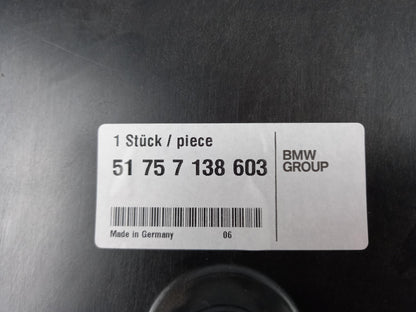 1 Stück / piece
51 75 7 138 603
BMW
GROUP
Made in Germany 06